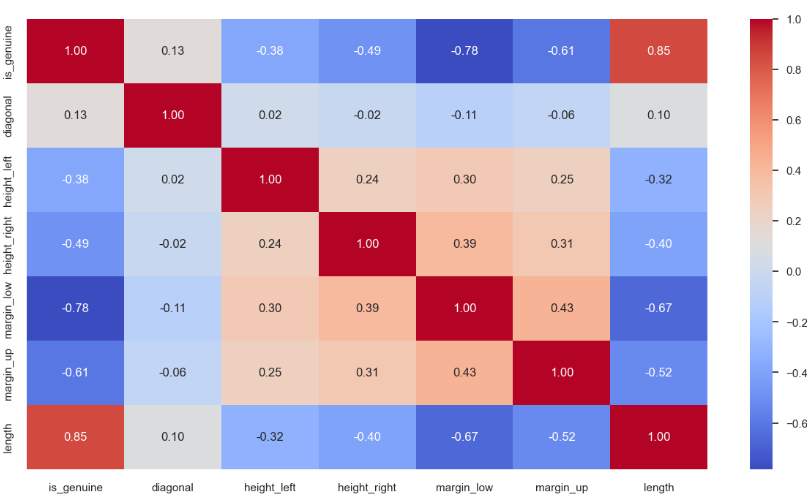 is_genuine 1.00 0.13 -0.38 -0.49 -0.78 -0.61 0.85
diagonal 0.13 1.00 0.02 -0.02 -0.11 -0.06 0.10
height_left -0.38 0.02 1.00 0.24 0.30 0.25 -0.32
height_right -0.49 -0.02 0.24 1.00 0.39 0.31 -0.40
margin_low -0.78 -0.11 0.30 0.39 1.00 0.43 -0.67
margin_up -0.61 -0.06 0.25 0.31 0.43 1.00 -0.52
length 0.85 0.10 -0.32 -0.40 -0.67 -0.52 1.00
is_genuine diagonal height_left height_right margin_low margin_up length
1.0
0.8
0.6
0.4
0.2
0.0
-0.2
-0.4
-0.6